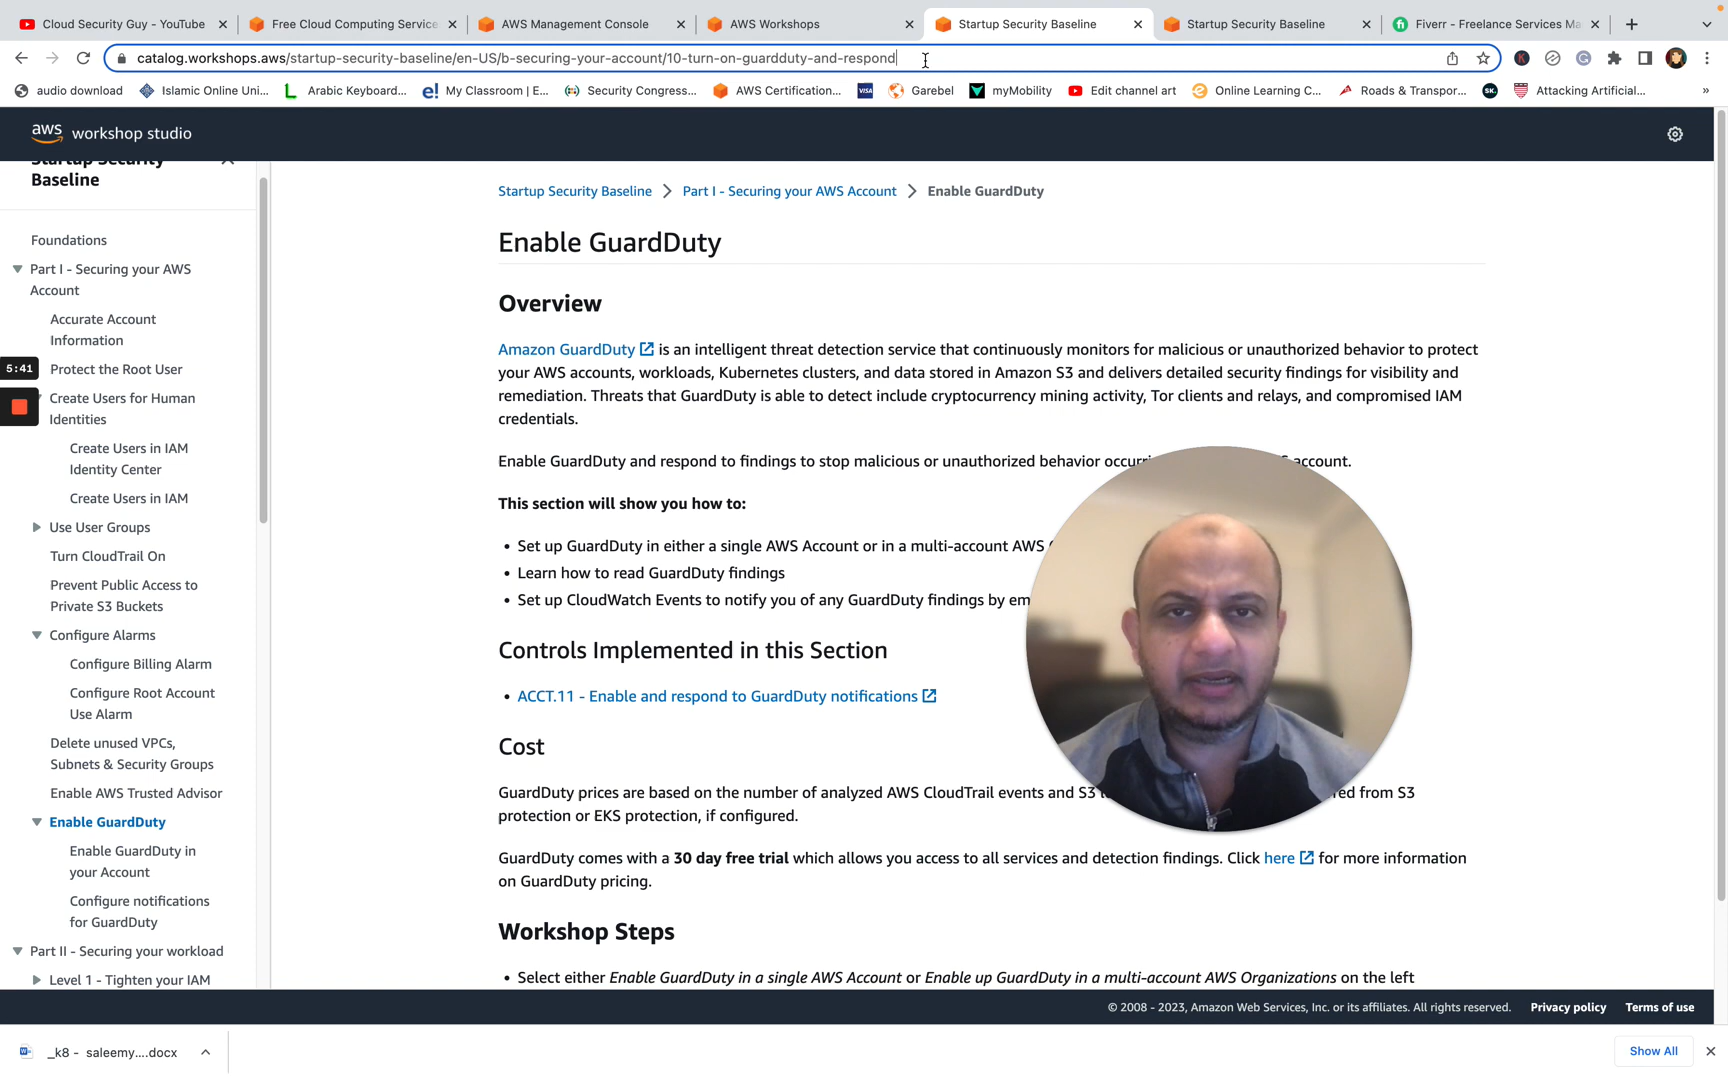 Cloud Security Guy - YouTube
Free Cloud Computing Service
AWS Management Console
AWS Workshops
Startup Security Baseline
Startup Security Baseline
Fiverr - Freelance Services Ma
catalog.workshops.aws/startup-security-baseline/en-US/b-securing-your-account/10-turn-on-guardduty-and-respond
audio download
Islamic Online Uni...
Arabic Keyboard...
My Classroom | E...
Security Congress...
AWS Certification...
VISA
Garebel
myMobility
Edit channel art
Online Learning C...
Roads & Transpor...
SK.
Attacking Artificial...
»
aws workshop studio
Startup Security
Baseline
Foundations
Part I - Securing your AWS
Account
Accurate Account
Information
5:41
Protect the Root User
Create Users for Human
Identities
Create Users in IAM
Identity Center
Create Users in IAM
Use User Groups
Turn CloudTrail On
Prevent Public Access to
Private S3 Buckets
Configure Alarms
Configure Billing Alarm
Configure Root Account
Use Alarm
Delete unused VPCs,
Subnets & Security Groups
Enable AWS Trusted Advisor
Enable GuardDuty
Enable GuardDuty in
your Account
Configure notifications
for GuardDuty
Part II - Securing your workload
Level 1 - Tighten your IAM
Startup Security Baseline > Part I - Securing your AWS Account > Enable GuardDuty
Enable GuardDuty
Overview
Amazon GuardDuty is an intelligent threat detection service that continuously monitors for malicious or unauthorized behavior to protect
your AWS accounts, workloads, Kubernetes clusters, and data stored in Amazon S3 and delivers detailed security findings for visibility and
remediation. Threats that GuardDuty is able to detect include cryptocurrency mining activity, Tor clients and relays, and compromised IAM
credentials.
Enable GuardDuty and respond to findings to stop malicious or unauthorized behavior occurri account.
This section will show you how to:
• Set up GuardDuty in either a single AWS Account or in a multi-account AWS
• Learn how to read GuardDuty findings
• Set up CloudWatch Events to notify you of any GuardDuty findings by em
Controls Implemented in this Section
• ACCT.11 - Enable and respond to GuardDuty notifications
Cost
GuardDuty prices are based on the number of analyzed AWS CloudTrail events and S3 red from S3
protection or EKS protection, if configured.
GuardDuty comes with a 30 day free trial which allows you access to all services and detection findings. Click here for more information
on GuardDuty pricing.
Workshop Steps
• Select either Enable GuardDuty in a single AWS Account or Enable up GuardDuty in a multi-account AWS Organizations on the left
© 2008 - 2023, Amazon Web Services, Inc. or its affiliates. All rights reserved. Privacy policy Terms of use
_k8 - saleemy....docx
Show All